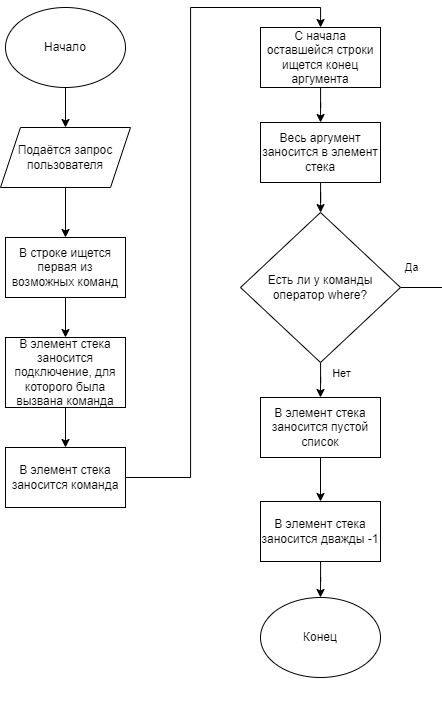 Начало
Подаётся запрос
пользователя
В строке ищется
первая из
возможных команд
В элемент стека
заносится
подключение, для
которого была
вызвана команда
В элемент стека
заносится команда
С начала
оставшейся строки
ищется конец
аргумента
Весь аргумент
заносится в элемент
стека
Есть ли у команды
оператор where?
Да
Нет
В элемент стека
заносится пустой
список
В элемент стека
заносится дважды -1
Конец